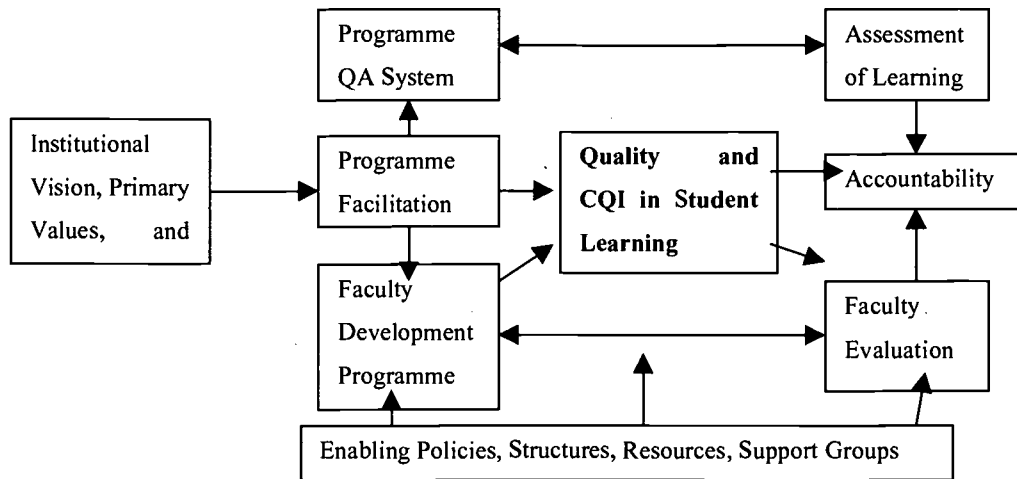 Programme
QA System
Assessment
of Learning
Institutional
Vision, Primary
Values, and
Programme
Facilitation
Quality and
CQI in Student
Learning
Accountability
Faculty
Development
Programme
Faculty
Evaluation
Enabling Policies, Structures, Resources, Support Groups